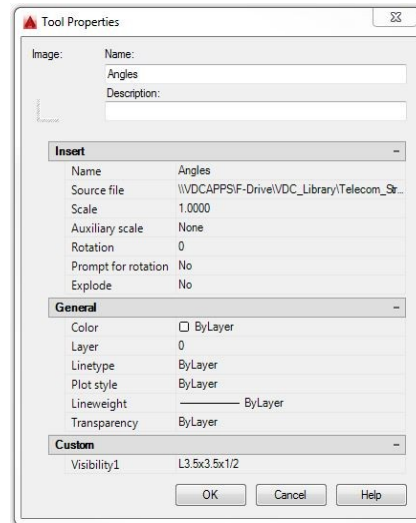 Tool Properties
Image:
Name:
Angles
Description:
Insert
Name Angles
Source file \\VDCAPPS\F-Drive\VDC_Library\Telecom_Str...
Scale 1.0000
Auxiliary scale None
Rotation 0
Prompt for rotation No
Explode No
General
Color ByLayer
Layer 0
Linetype ByLayer
Plot style ByLayer
Lineweight ByLayer
Transparency ByLayer
Custom
Visibility1 L3.5x3.5x1/2
OK Cancel Help